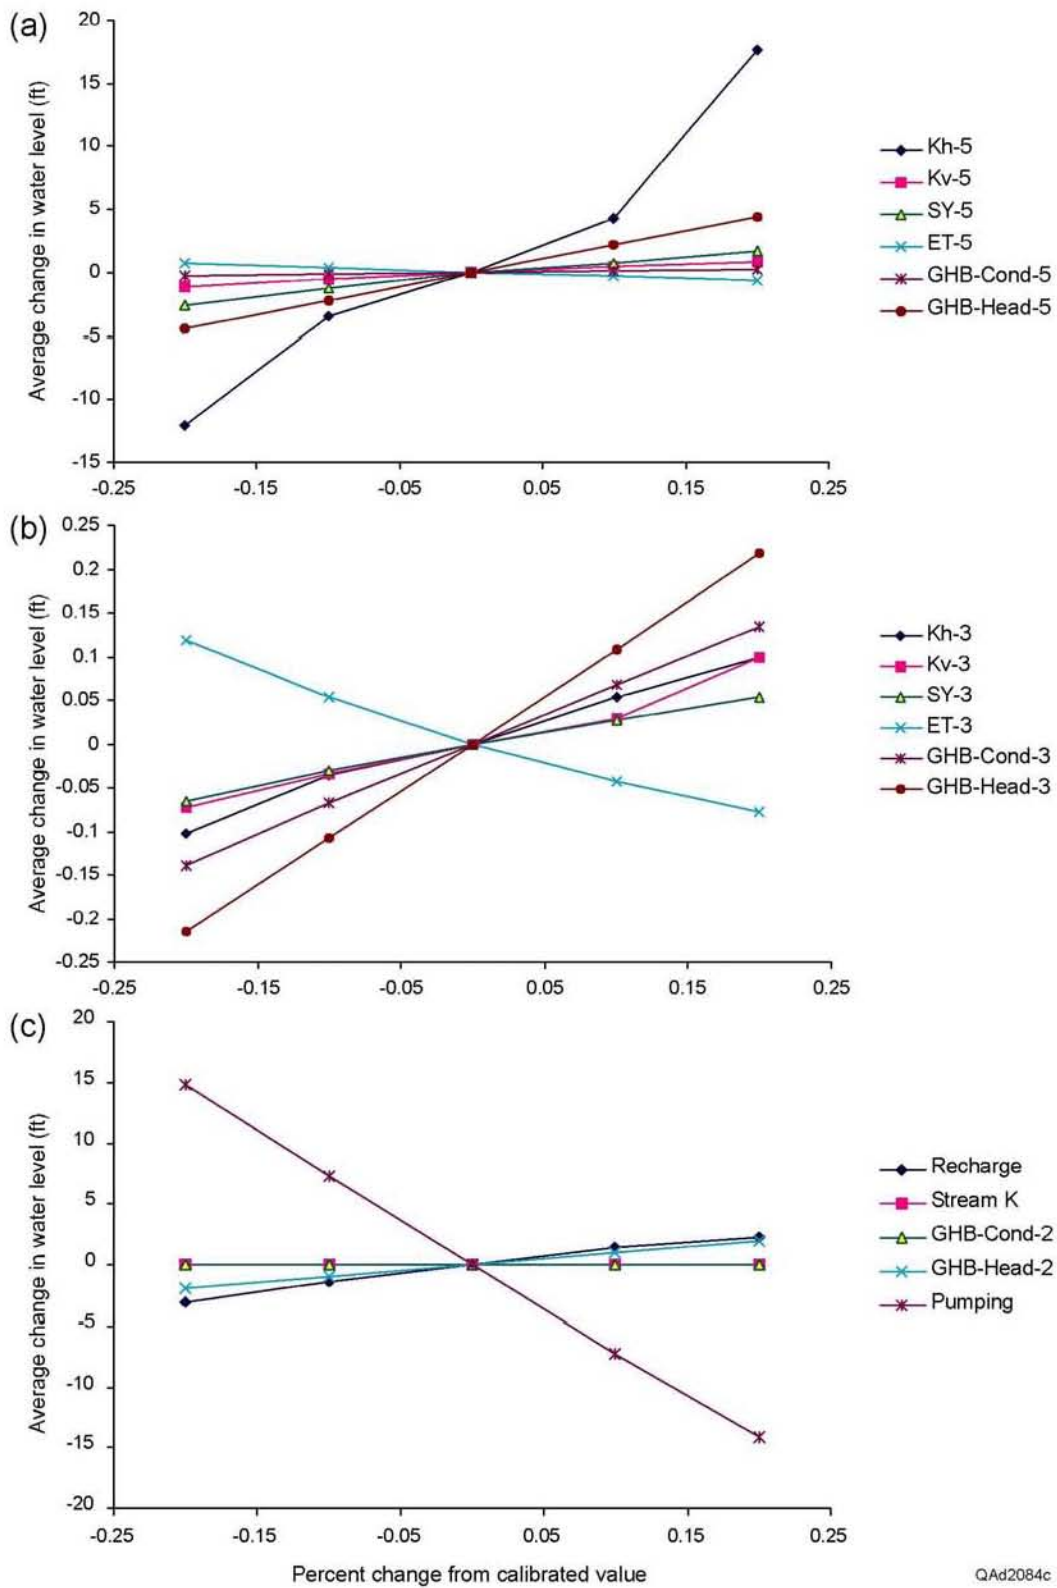 (a)
Average change in water level (ft)
20
15
10
5
0
-5
-10
-15
-0.25 -0.15 -0.05 0.05 0.15 0.25
Kh-5
Kv-5
SY-5
ET-5
GHB-Cond-5
GHB-Head-5
(b)
Average change in water level (ft)
0.25
0.2
0.15
0.1
0.05
0
-0.05
-0.1
-0.15
-0.2
-0.25
-0.25 -0.15 -0.05 0.05 0.15 0.25
Kh-3
Kv-3
SY-3
ET-3
GHB-Cond-3
GHB-Head-3
(c)
Average change in water level (ft)
20
15
10
5
0
-5
-10
-15
-20
-0.25 -0.15 -0.05 0.05 0.15 0.25
Recharge
Stream K
GHB-Cond-2
GHB-Head-2
Pumping
Percent change from calibrated value
QAd2084c